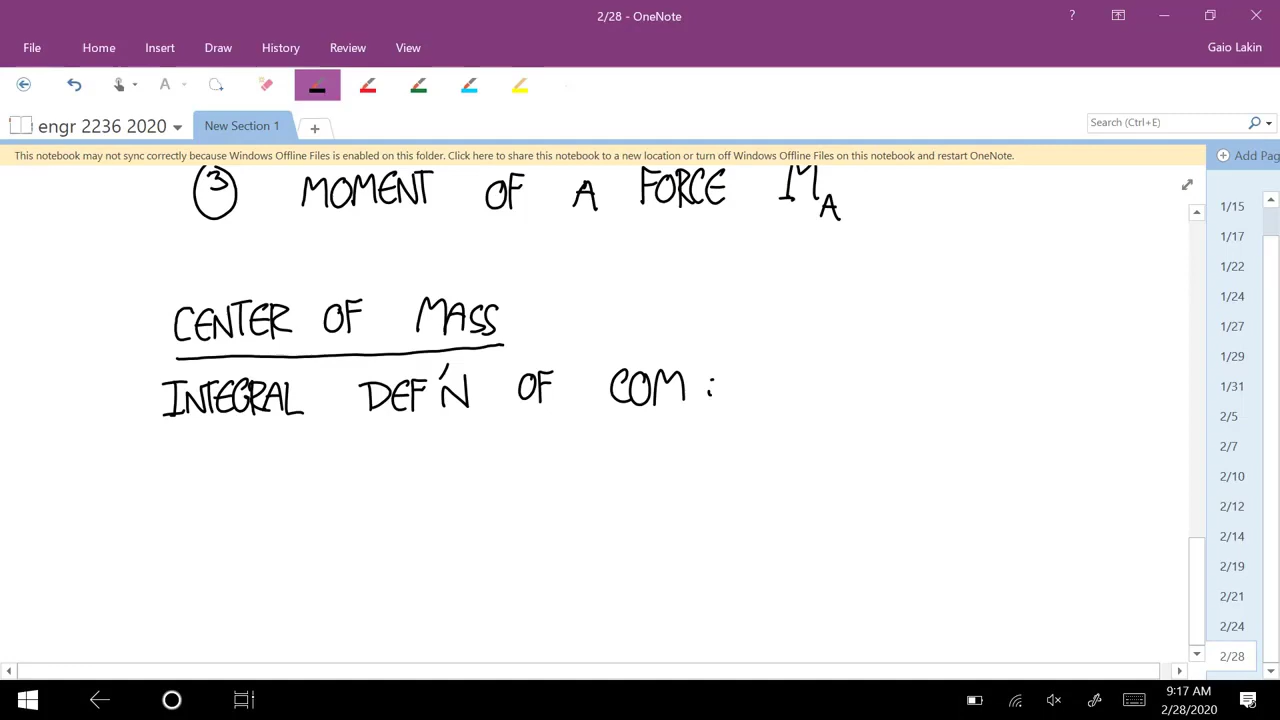 2/28 - OneNote
File Home Insert Draw History Review View Gaio Lakin
engr 2236 2020 New Section 1 + Search (Ctrl+E)
This notebook may not sync correctly because Windows Offline Files is enabled on this folder. Click here to share this notebook to a new location or turn off Windows Offline Files on this notebook and restart OneNote.
Add Pag
③ MOMENT OF A FORCE M_A
CENTER OF MASS
INTEGRAL DEF'N OF COM :
1/15
1/17
1/22
1/24
1/27
1/29
1/31
2/5
2/7
2/10
2/12
2/14
2/19
2/21
2/24
2/28
9:17 AM
2/28/2020